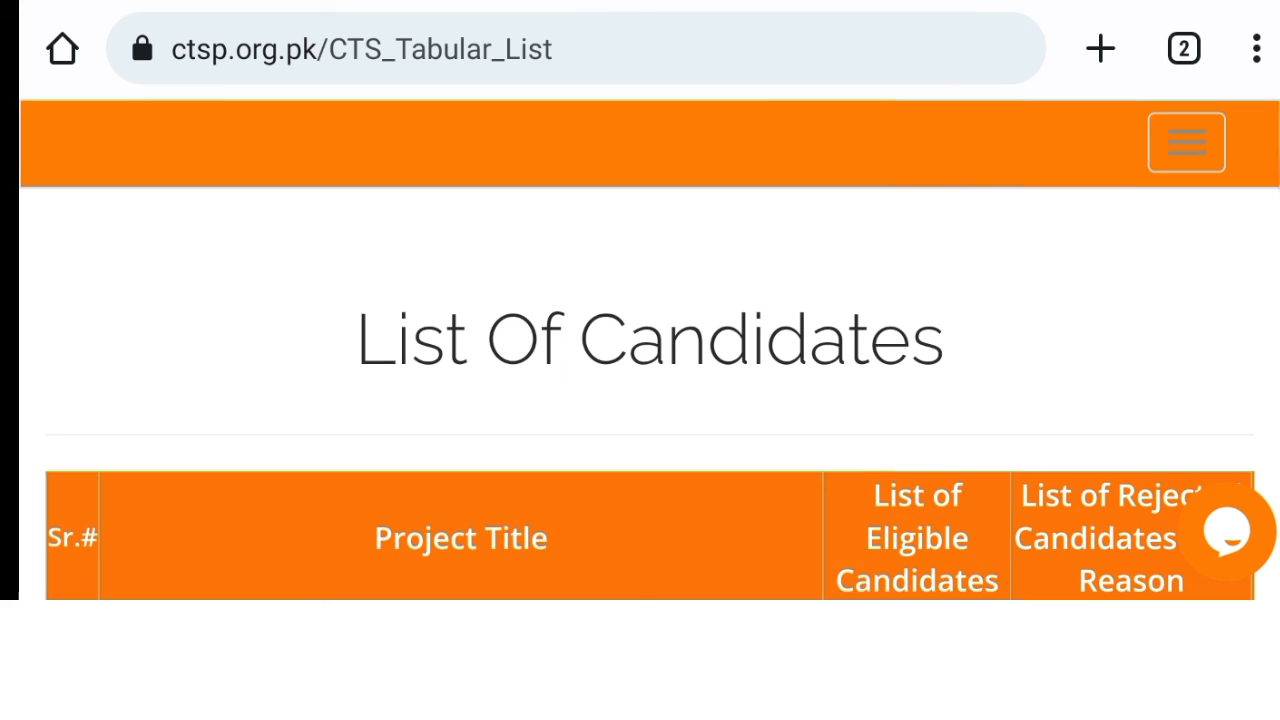 ctsp.org.pk/CTS_Tabular_List
2
List Of Candidates
Sr.#
Project Title
List of
Eligible
Candidates
List of
Candidates
Reason